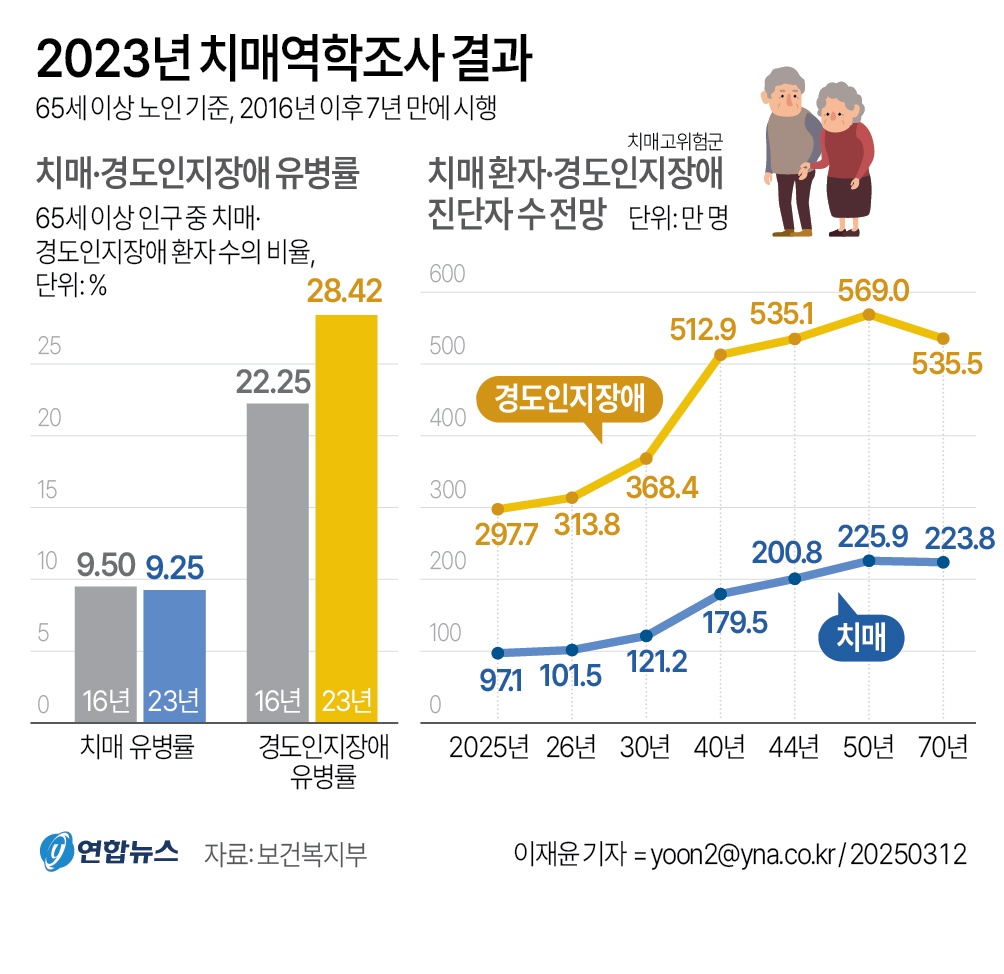 2023년 치매역학조사 결과
65세 이상 노인 기준, 2016년 이후 7년 만에 시행
치매·경도인지장애 유병률
65세 이상 인구 중 치매·
경도인지장애 환자 수의 비율,
단위: %
25
20
15
10
5
0
9.50
9.25
22.25
28.42
16년
23년
16년
23년
치매 유병률
경도인지장애
유병률
치매고위험군
치매 환자·경도인지장애
진단자 수 전망
단위: 만 명
600
500
400
300
200
100
0
경도인지장애
297.7
313.8
368.4
512.9
535.1
569.0
535.5
치매
97.1
101.5
121.2
179.5
200.8
225.9
223.8
2025년
26년
30년
40년
44년
50년
70년
연합뉴스
자료: 보건복지부
이재윤 기자 = yoon2@yna.co.kr / 20250312